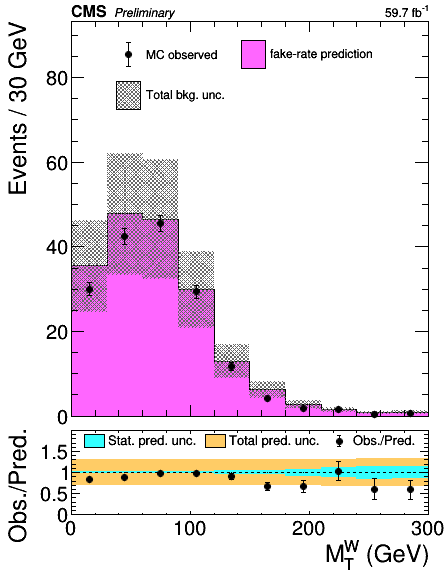 CMS Preliminary 59.7 fb⁻¹
MC observed fake-rate prediction
Total bkg. unc.
Events / 30 GeV
80
60
40
20
0
Stat. pred. unc. Total pred. unc. Obs./Pred.
Obs./Pred.
1.5
1
0.5
0
0 100 200 300
M_T^W (GeV)